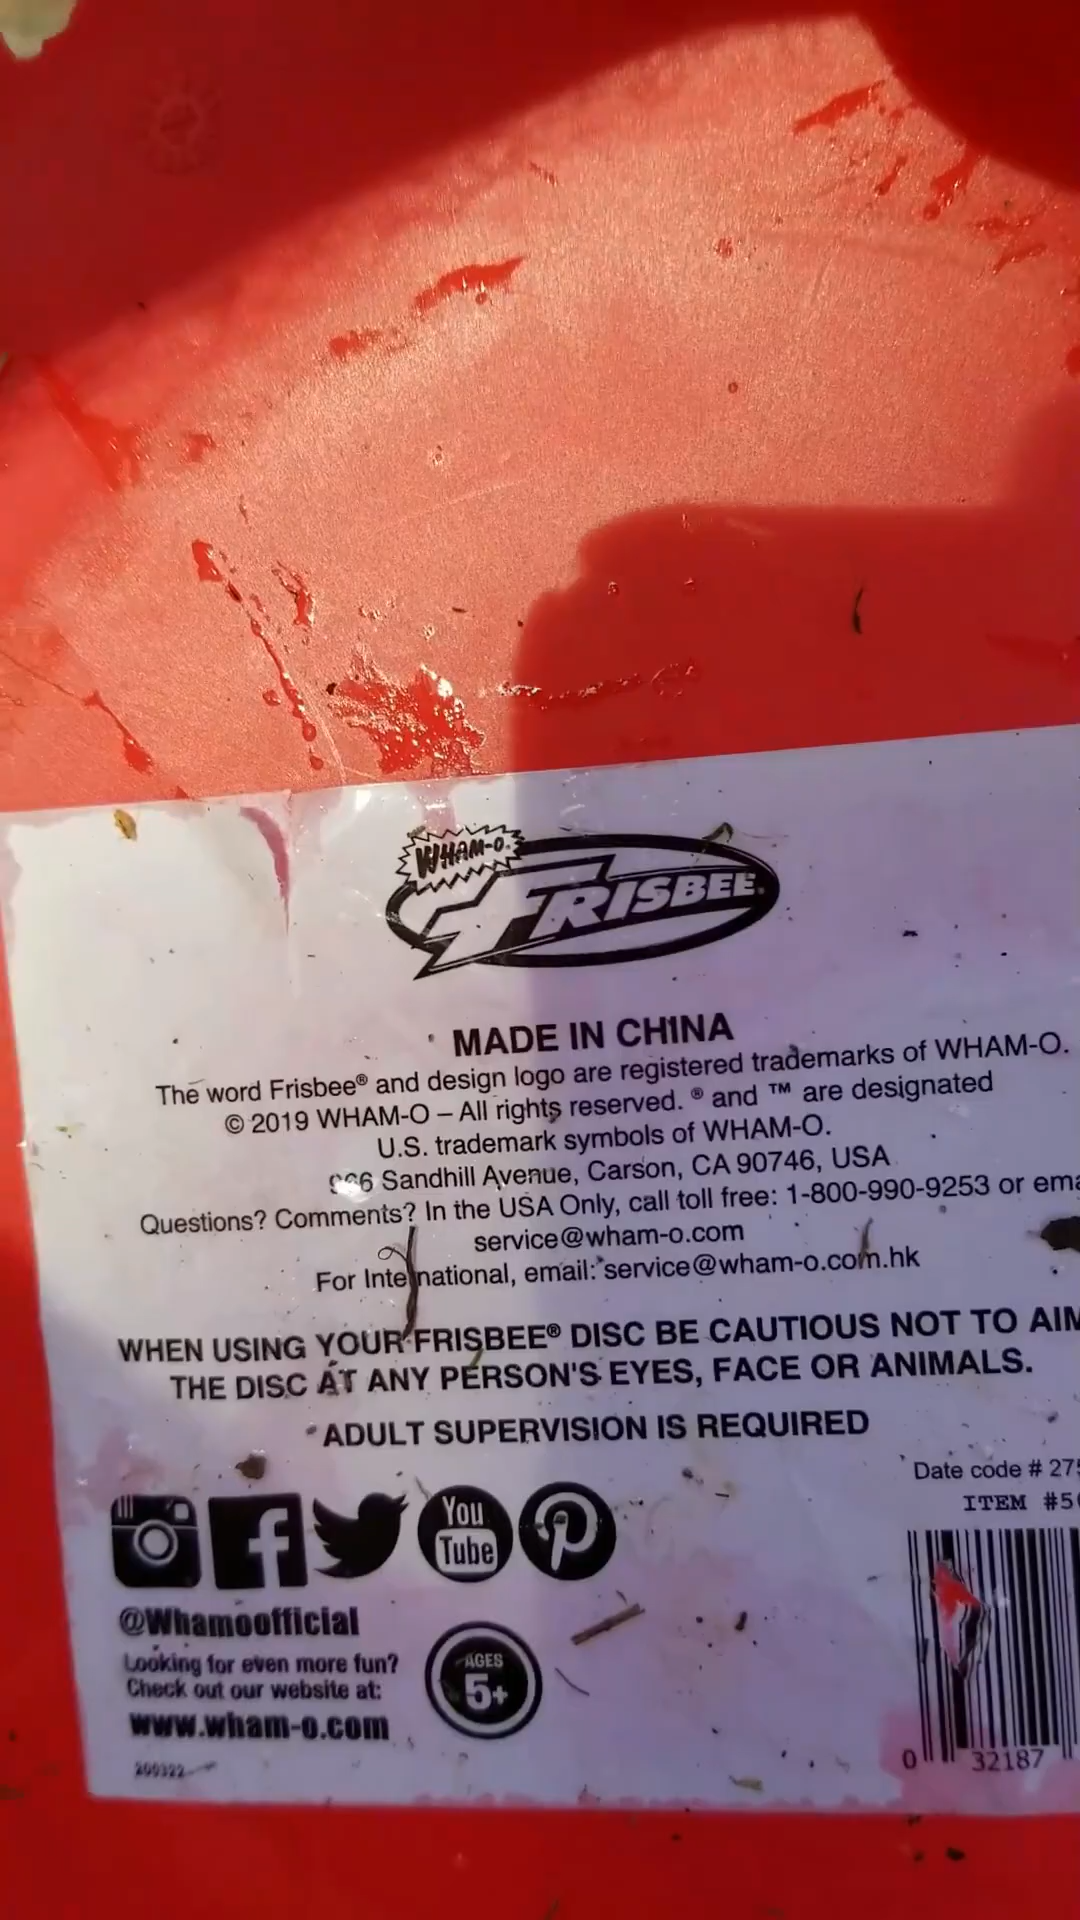 WHAM-O®
FRISBEE®
MADE IN CHINA
The word Frisbee® and design logo are registered trademarks of WHAM-O.
© 2019 WHAM-O – All rights reserved. ® and ™ are designated
U.S. trademark symbols of WHAM-O.
966 Sandhill Avenue, Carson, CA 90746, USA
Questions? Comments? In the USA Only, call toll free: 1-800-990-9253 or ema
service@wham-o.com
For International, email: service@wham-o.com.hk
WHEN USING YOUR FRISBEE® DISC BE CAUTIOUS NOT TO AIM
THE DISC AT ANY PERSON'S EYES, FACE OR ANIMALS.
ADULT SUPERVISION IS REQUIRED
Date code # 275
ITEM #50
You
Tube
@Whamoofficial
Looking for even more fun?
Check out our website at:
www.wham-o.com
AGES
5+
200322
0 32187